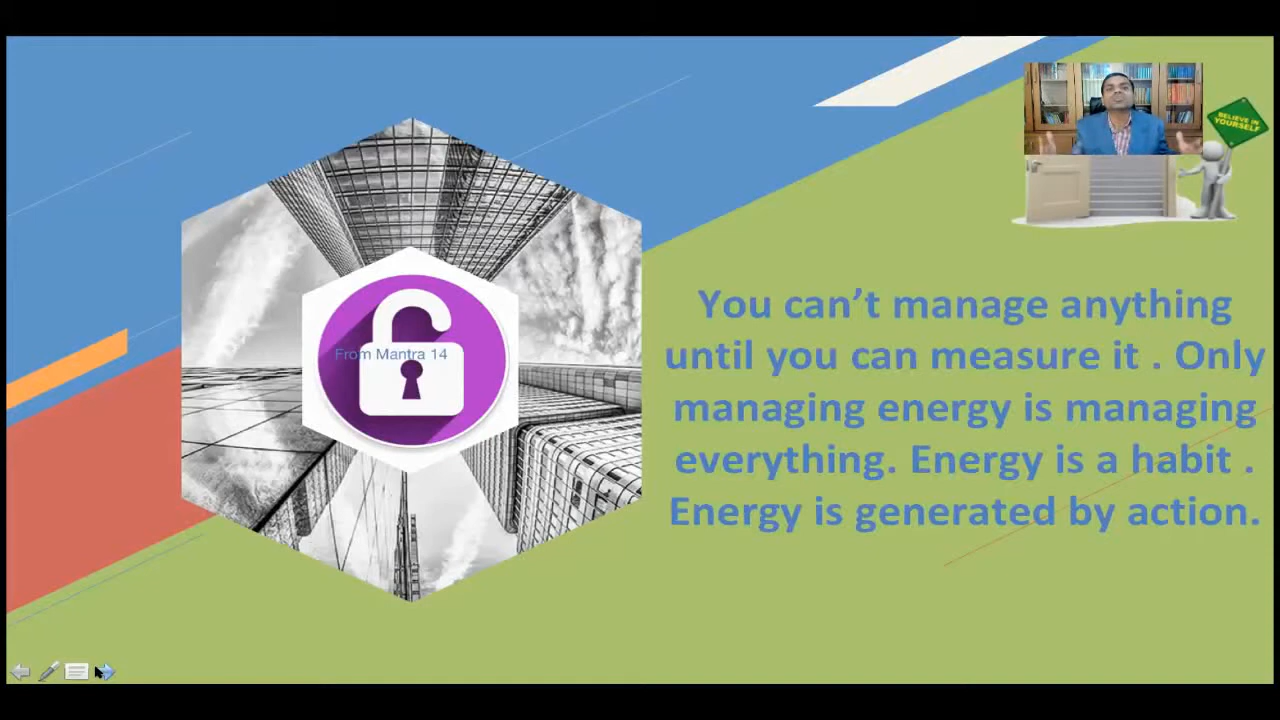 BELIEVE IN
YOURSELF
From Mantra 14
You can’t manage anything
until you can measure it . Only
managing energy is managing
everything. Energy is a habit .
Energy is generated by action.